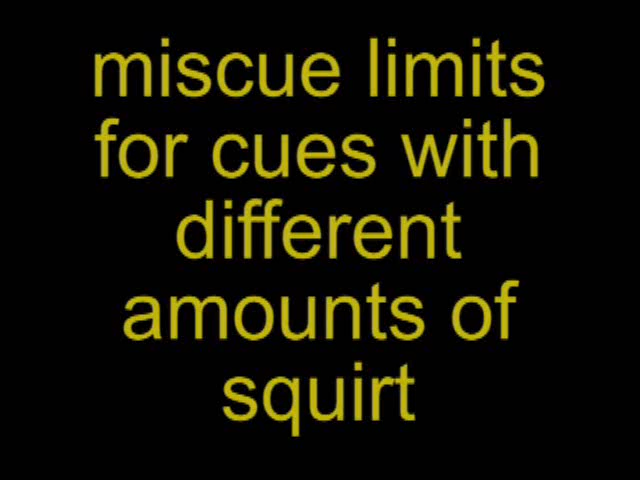 miscue limits
for cues with
different
amounts of
squirt